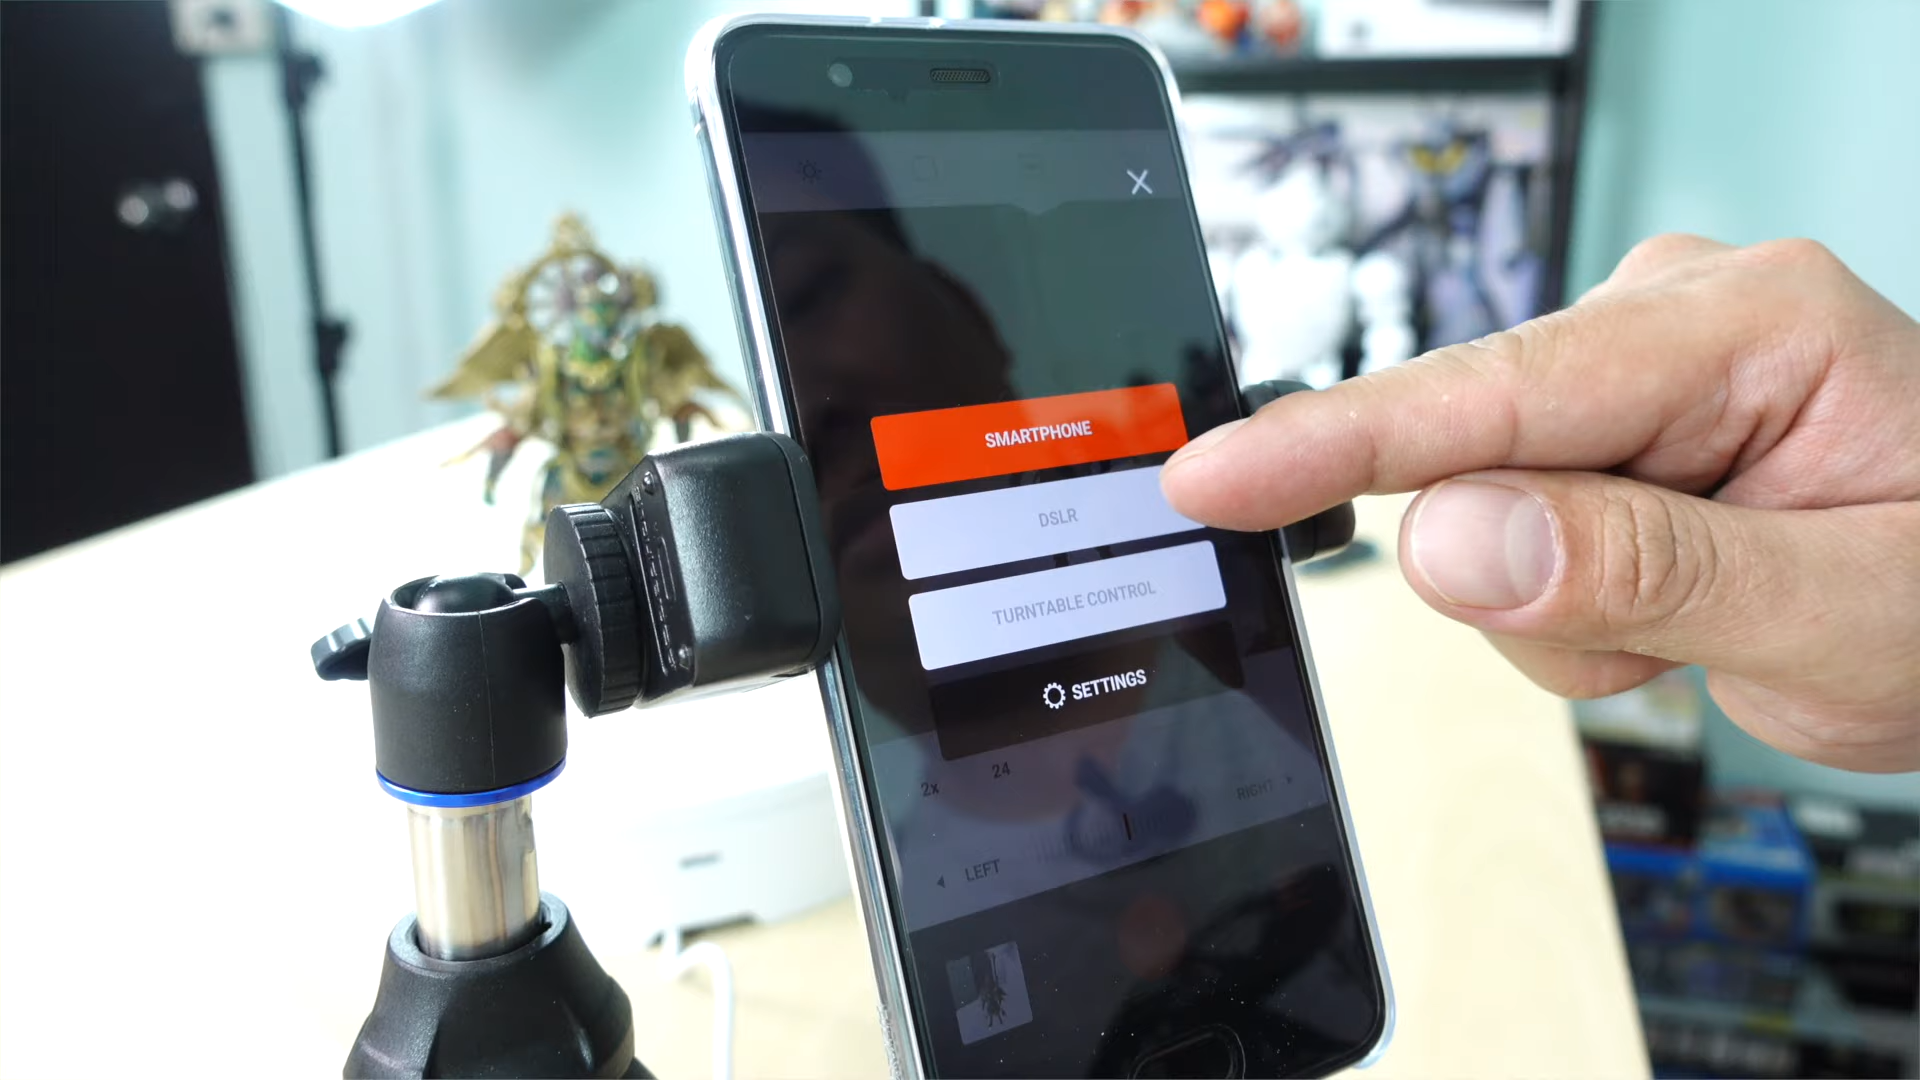 SMARTPHONE
DSLR
TURNTABLE CONTROL
SETTINGS
2x
24
RIGHT
LEFT